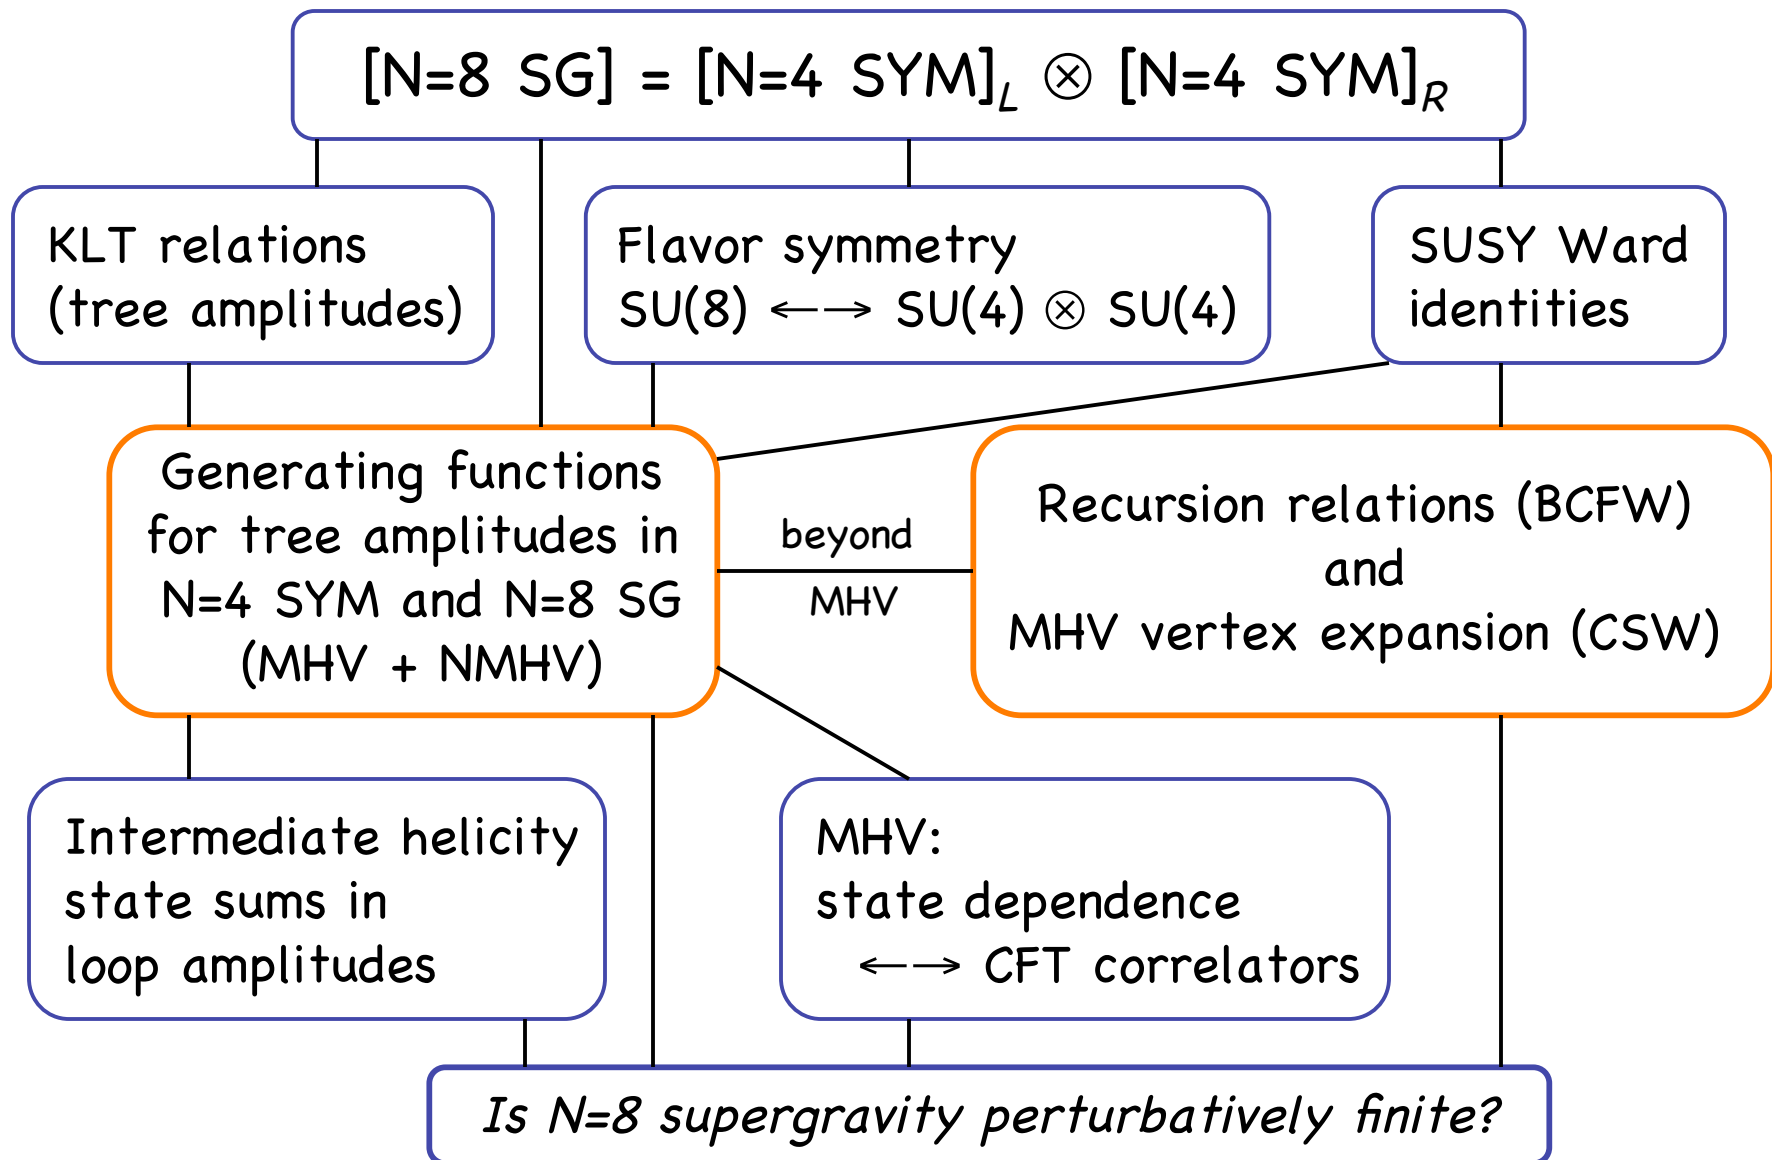 [N=8 SG] = [N=4 SYM]_L ⊗ [N=4 SYM]_R
KLT relations
(tree amplitudes)
Flavor symmetry
SU(8) ←→ SU(4) ⊗ SU(4)
SUSY Ward
identities
Generating functions
for tree amplitudes in
N=4 SYM and N=8 SG
(MHV + NMHV)
beyond
MHV
Recursion relations (BCFW)
and
MHV vertex expansion (CSW)
Intermediate helicity
state sums in
loop amplitudes
MHV:
state dependence
←→ CFT correlators
Is N=8 supergravity perturbatively finite?